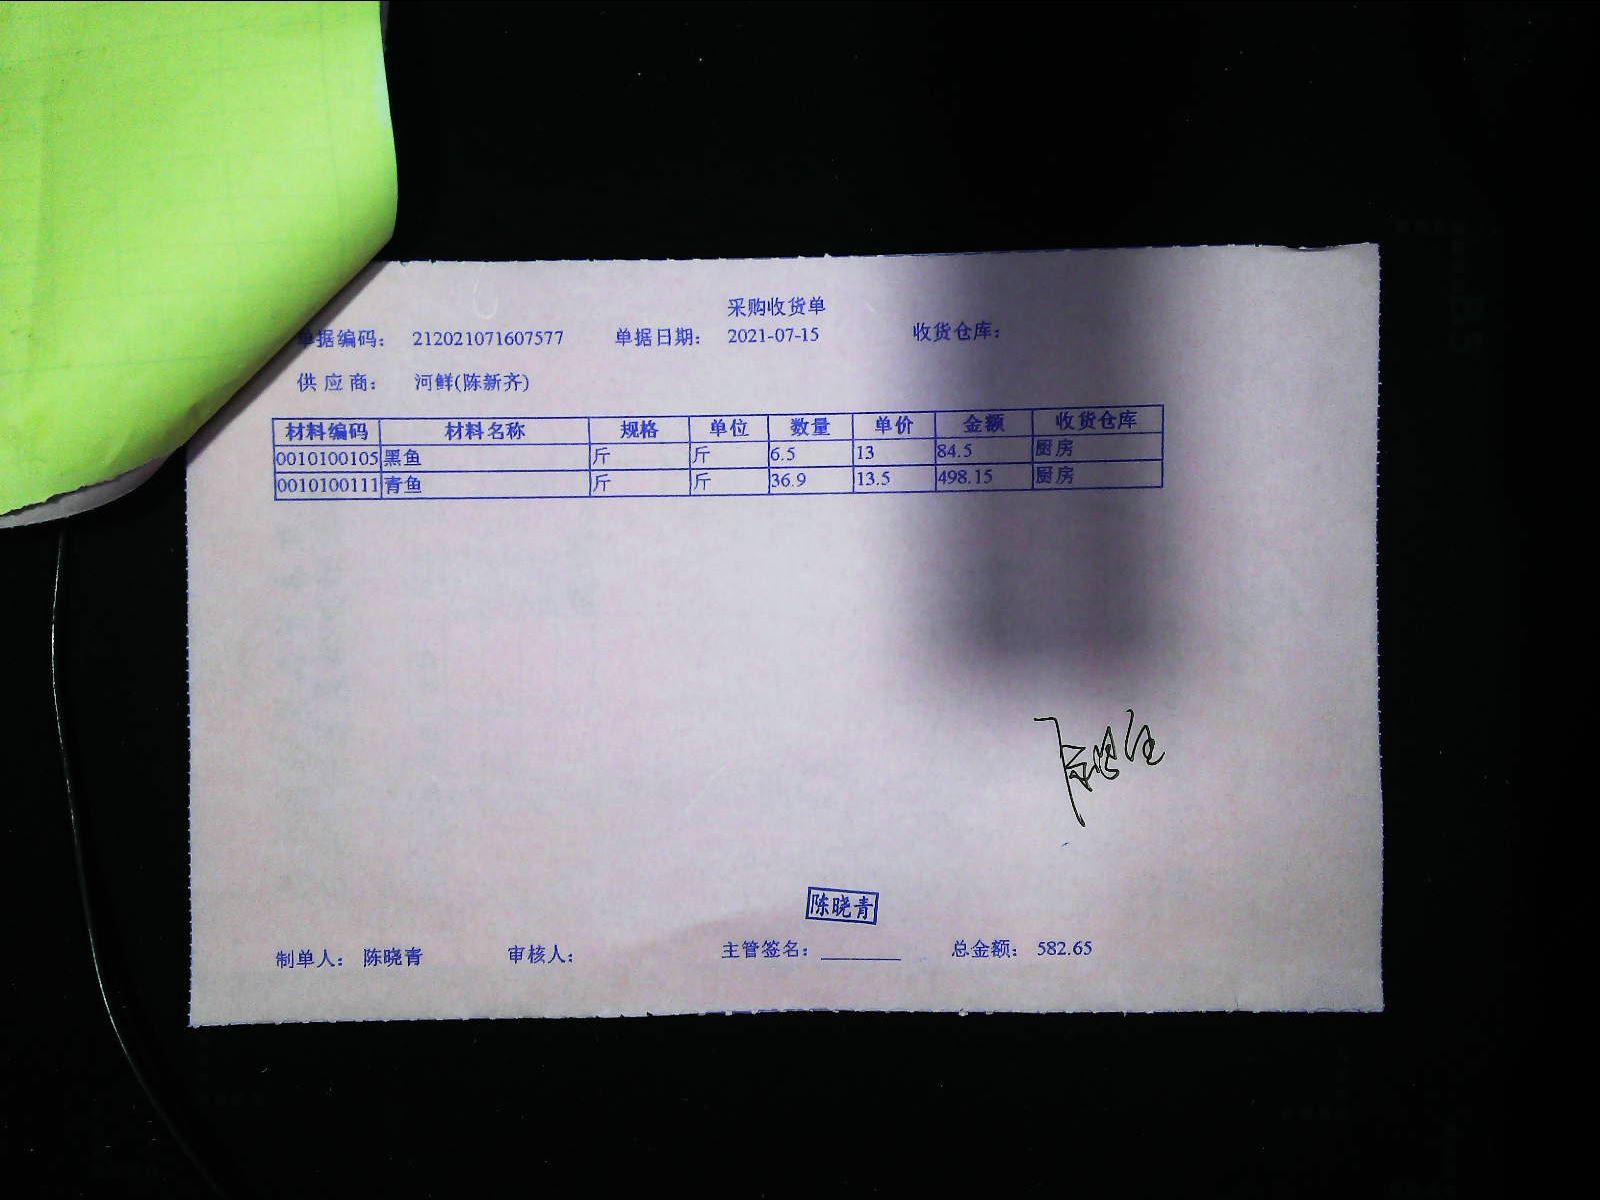 采购收货单
单据编码： 212021071607577 单据日期： 2021-07-15 收货仓库：
供应商： 河鲜(陈新齐)
材料编码 材料名称 规格 单位 数量 单价 金额 收货仓库
0010100105 黑鱼 斤 斤 6.5 13 84.5 厨房
0010100111 青鱼 斤 斤 36.9 13.5 498.15 厨房
陈晓青
制单人： 陈晓青 审核人： 主管签名： 总金额： 582.65